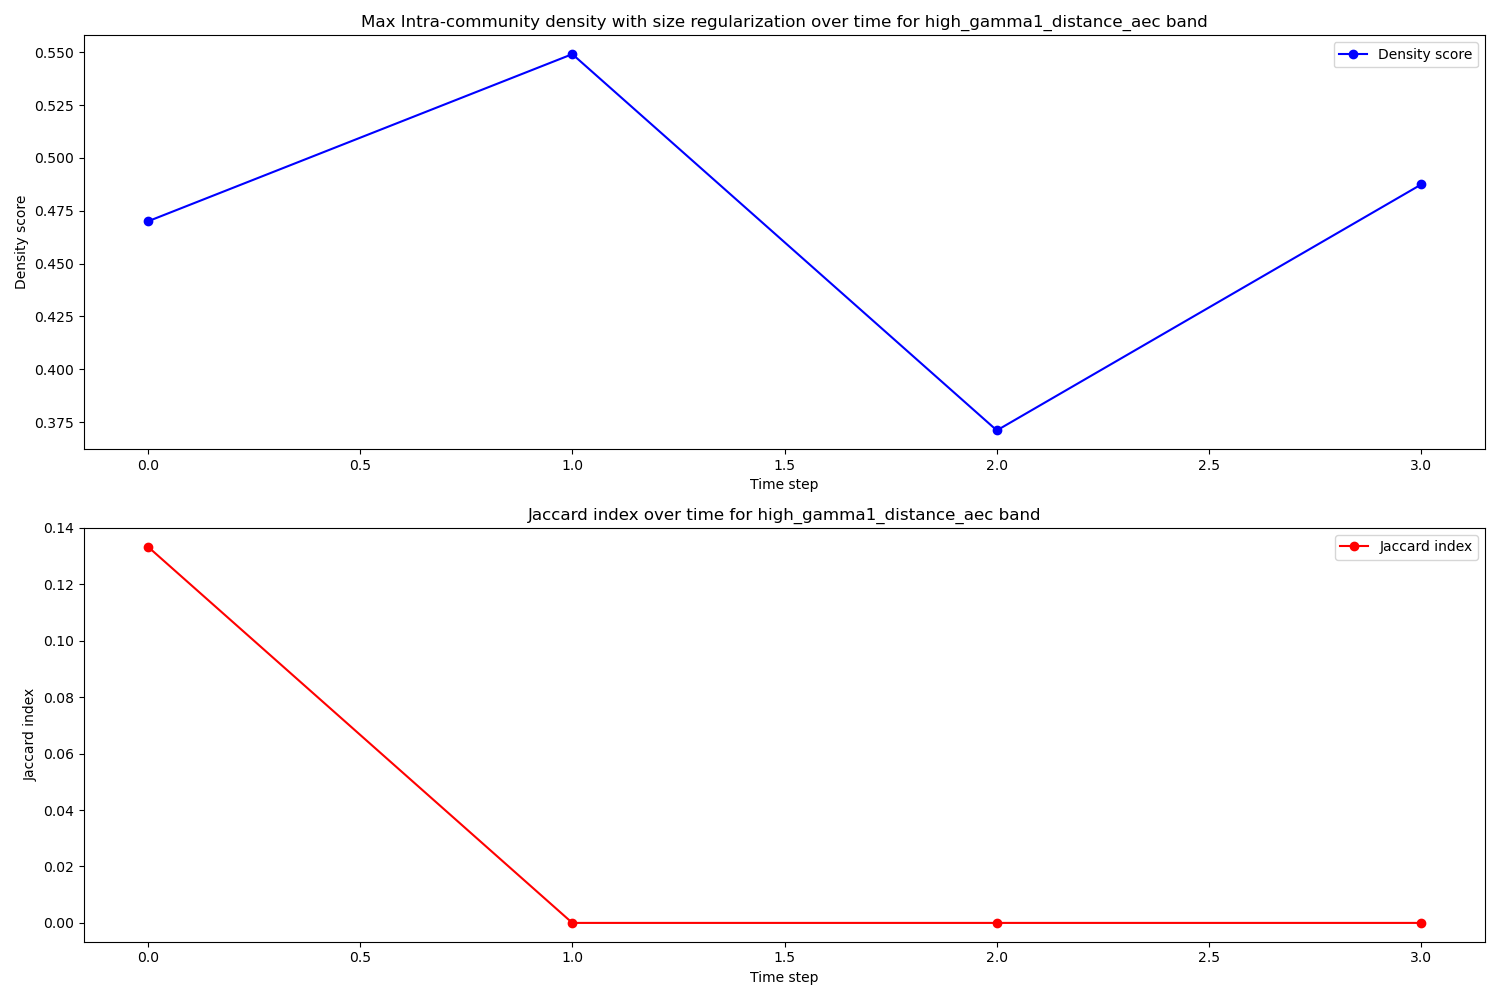 Max Intra-community density with size regularization over time for high_gamma1_distance_aec band
Density score
0.550
0.525
0.500
0.475
0.450
0.425
0.400
0.375
Density score
0.0 0.5 1.0 1.5 2.0 2.5 3.0
Time step
Jaccard index over time for high_gamma1_distance_aec band
Jaccard index
0.14
0.12
0.10
0.08
0.06
0.04
0.02
0.00
Jaccard index
0.0 0.5 1.0 1.5 2.0 2.5 3.0
Time step